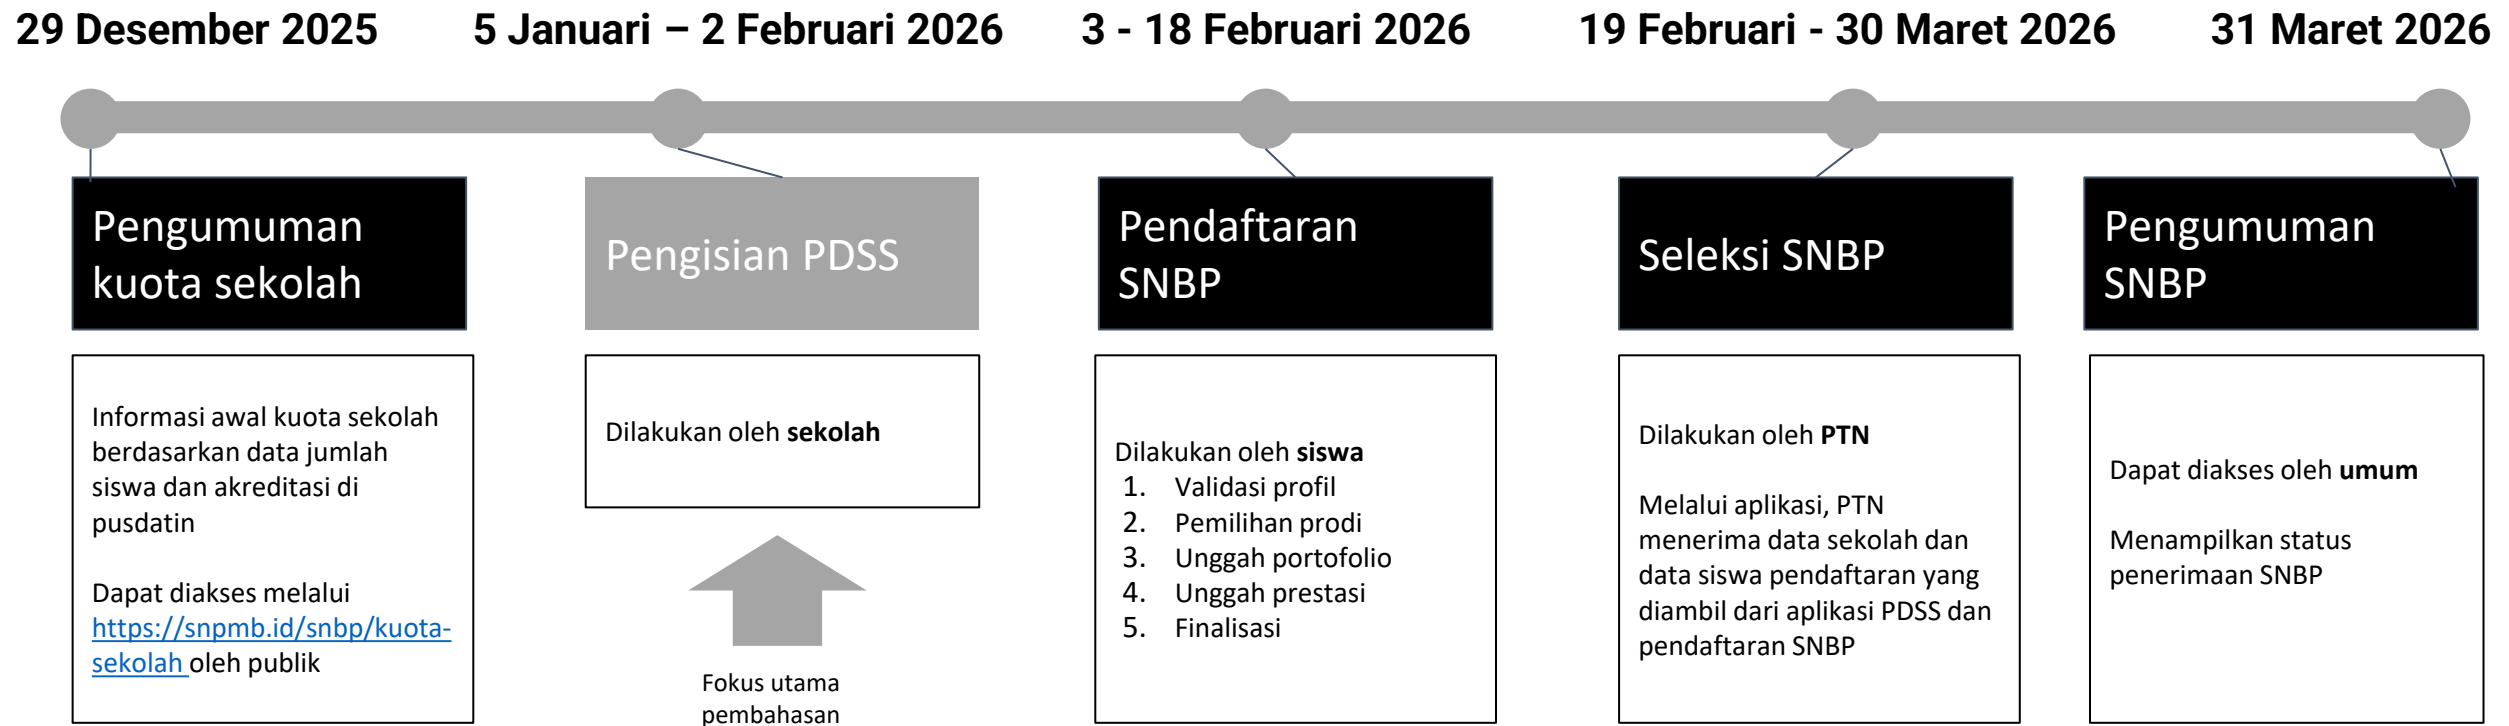 29 Desember 2025
5 Januari – 2 Februari 2026
3 - 18 Februari 2026
19 Februari - 30 Maret 2026
31 Maret 2026
Pengumuman
kuota sekolah
Informasi awal kuota sekolah
berdasarkan data jumlah
siswa dan akreditasi di
pusdatin
Dapat diakses melalui
https://snpmb.id/snbp/kuota-
sekolah oleh publik
Pengisian PDSS
Dilakukan oleh sekolah
Fokus utama
pembahasan
Pendaftaran
SNBP
Dilakukan oleh siswa
1. Validasi profil
2. Pemilihan prodi
3. Unggah portofolio
4. Unggah prestasi
5. Finalisasi
Seleksi SNBP
Dilakukan oleh PTN
Melalui aplikasi, PTN
menerima data sekolah dan
data siswa pendaftaran yang
diambil dari aplikasi PDSS dan
pendaftaran SNBP
Pengumuman
SNBP
Dapat diakses oleh umum
Menampilkan status
penerimaan SNBP